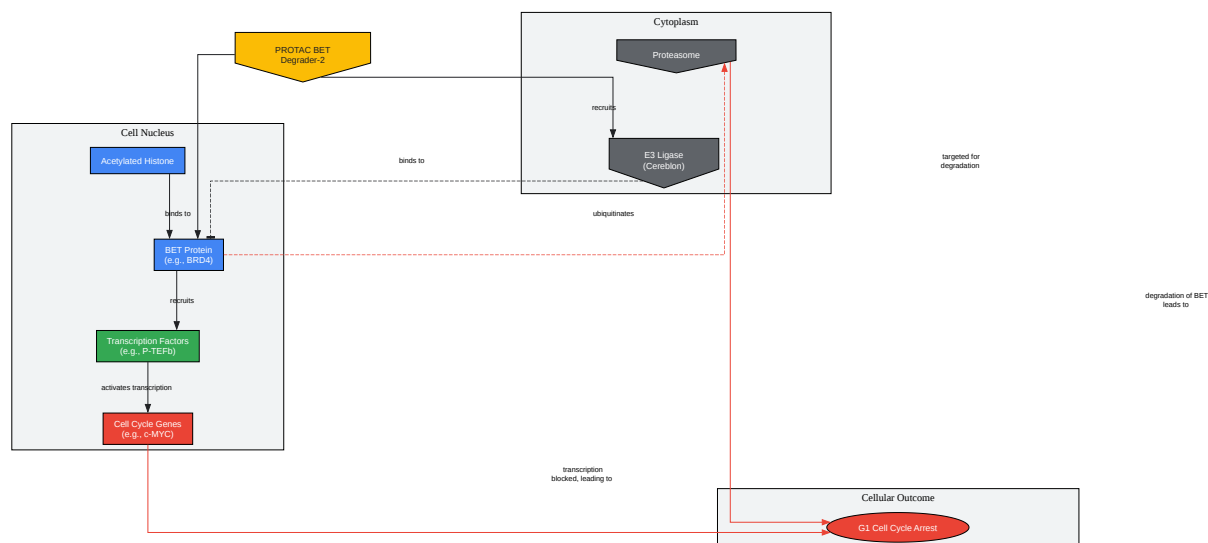 Cytoplasm
PROTAC BET
Degrader-2
Proteasome
recruits
Cell Nucleus
Acetylated Histone
binds to
E3 Ligase
(Cereblon)
targeted for
degradation
binds to
ubiquitinates
BET Protein
(e.g., BRD4)
recruits
degradation of BET
leads to
Transcription Factors
(e.g., P-TEFb)
activates transcription
Cell Cycle Genes
(e.g., c-MYC)
transcription
blocked, leading to
Cellular Outcome
G1 Cell Cycle Arrest